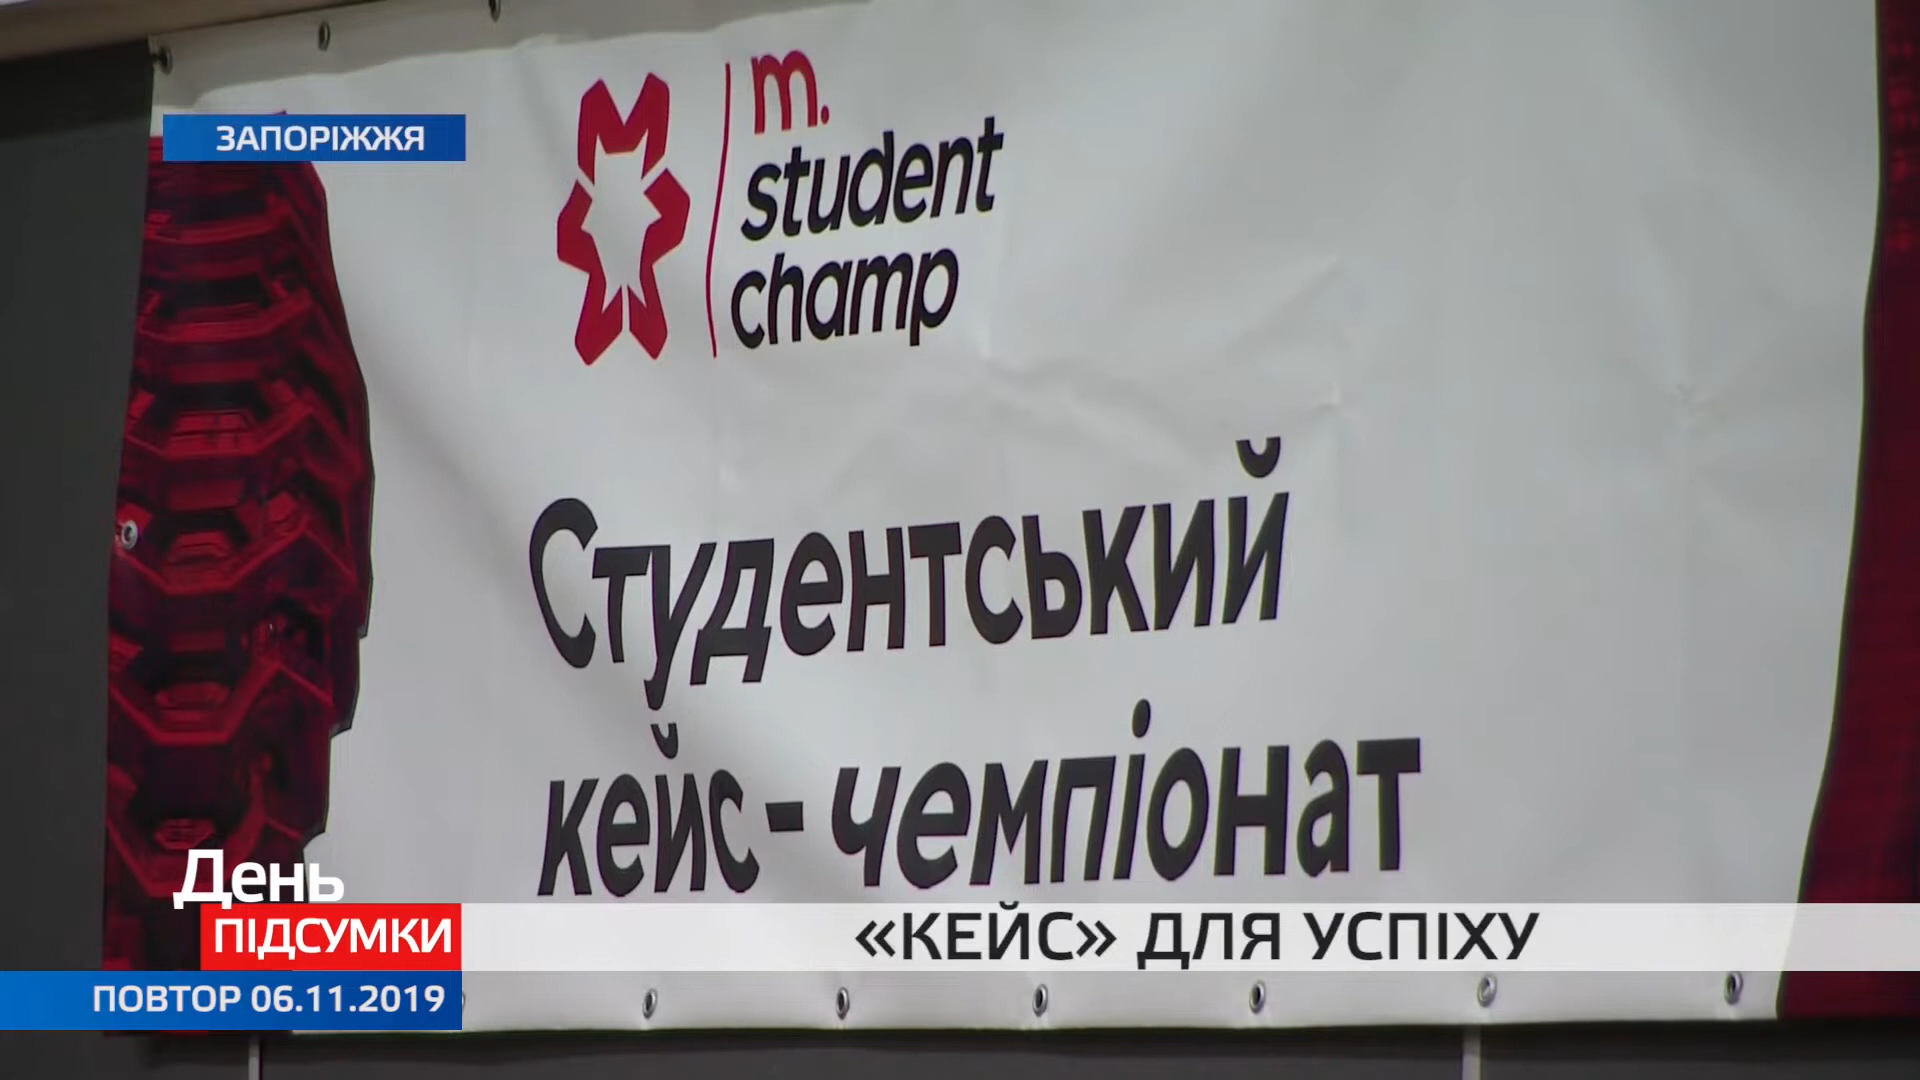 ЗАПОРІЖЖЯ
m.
student
champ
Студентський
кейс-чемпіонат
День
ПІДСУМКИ
«КЕЙС» ДЛЯ УСПІХУ
ПОВТОР 06.11.2019